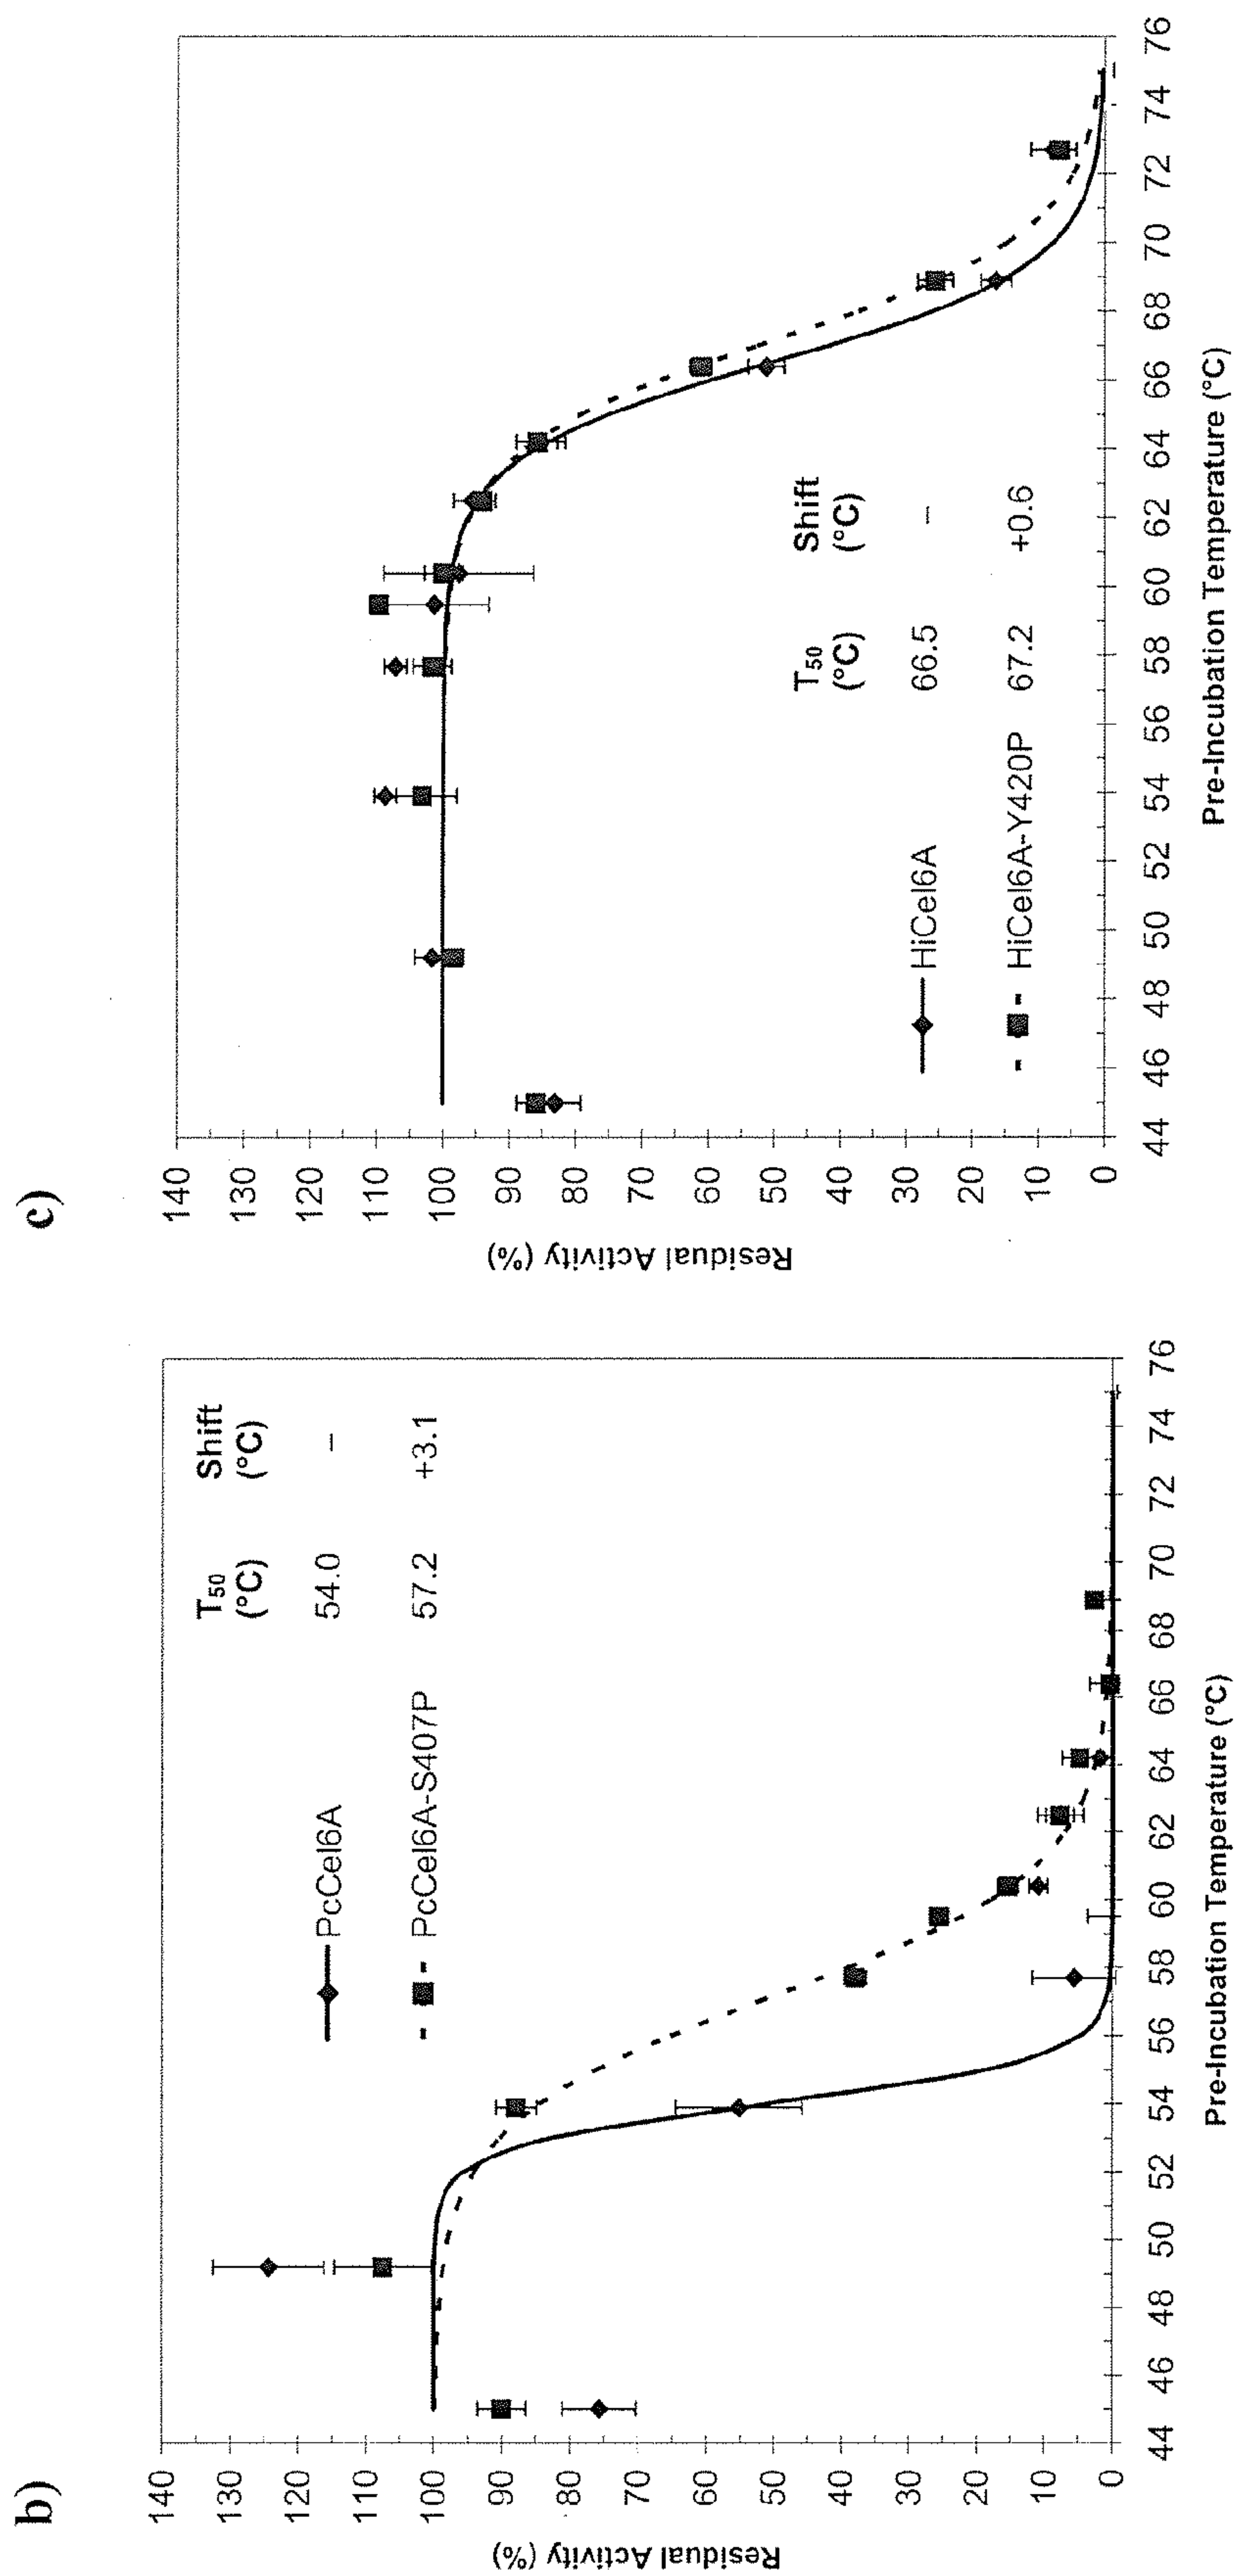 b)
Residual Activity (%)
140
130
120
110
100
90
80
70
60
50
40
30
20
10
0
44 46 48 50 52 54 56 58 60 62 64 66 68 70 72 74 76
Pre-Incubation Temperature (°C)
T50 Shift
(°C) (°C)
PcCel6A 54.0 –
PcCel6A-S407P 57.2 +3.1
c)
Residual Activity (%)
140
130
120
110
100
90
80
70
60
50
40
30
20
10
0
44 46 48 50 52 54 56 58 60 62 64 66 68 70 72 74 76
Pre-Incubation Temperature (°C)
T50 Shift
(°C) (°C)
HiCel6A 66.5 –
HiCel6A-Y420P 67.2 +0.6